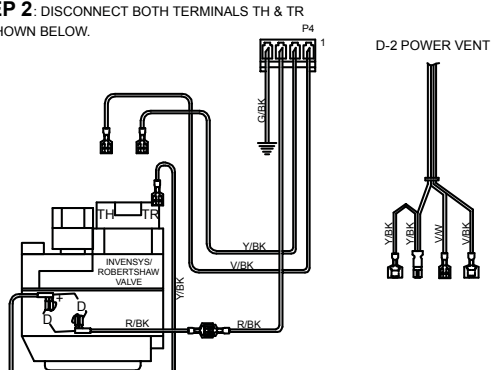 EP 2: DISCONNECT BOTH TERMINALS TH & TR
HOWN BELOW.
P4
1
D-2 POWER VENT
G/BK
TH
TR
Y/BK
V/BK
INVENSYS/
ROBERTSHAW
VALVE
Y/BK
+
D
D
R/BK
R/BK
Y/BK
Y/BK
V/W
V/BK